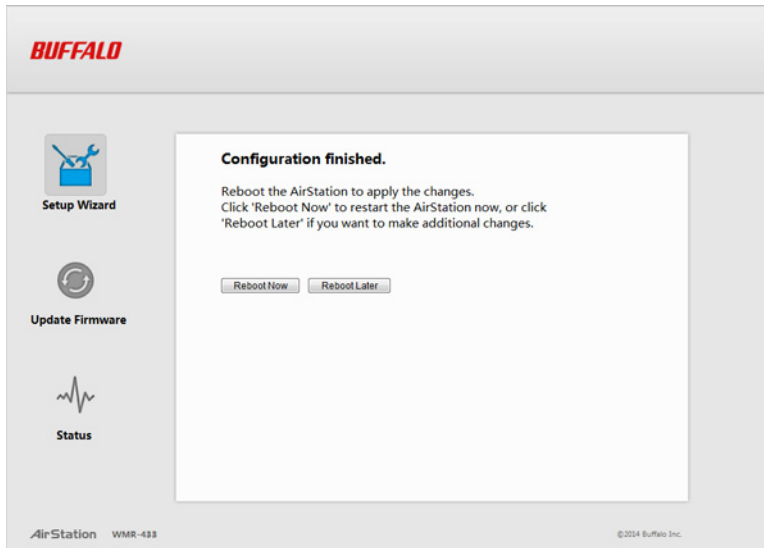 BUFFALO
Setup Wizard
Update Firmware
Status
Configuration finished.
Reboot the AirStation to apply the changes.
Click 'Reboot Now' to restart the AirStation now, or click
'Reboot Later' if you want to make additional changes.
Reboot Now
Reboot Later
AirStation WMR-433
©2014 Buffalo Inc.